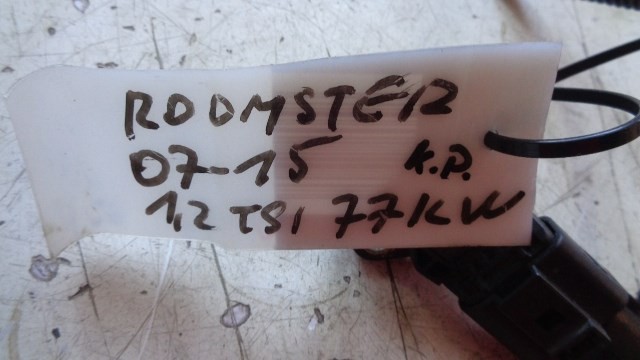 ROOMSTER
07-15 K.P.
1,2 TSI 77KW